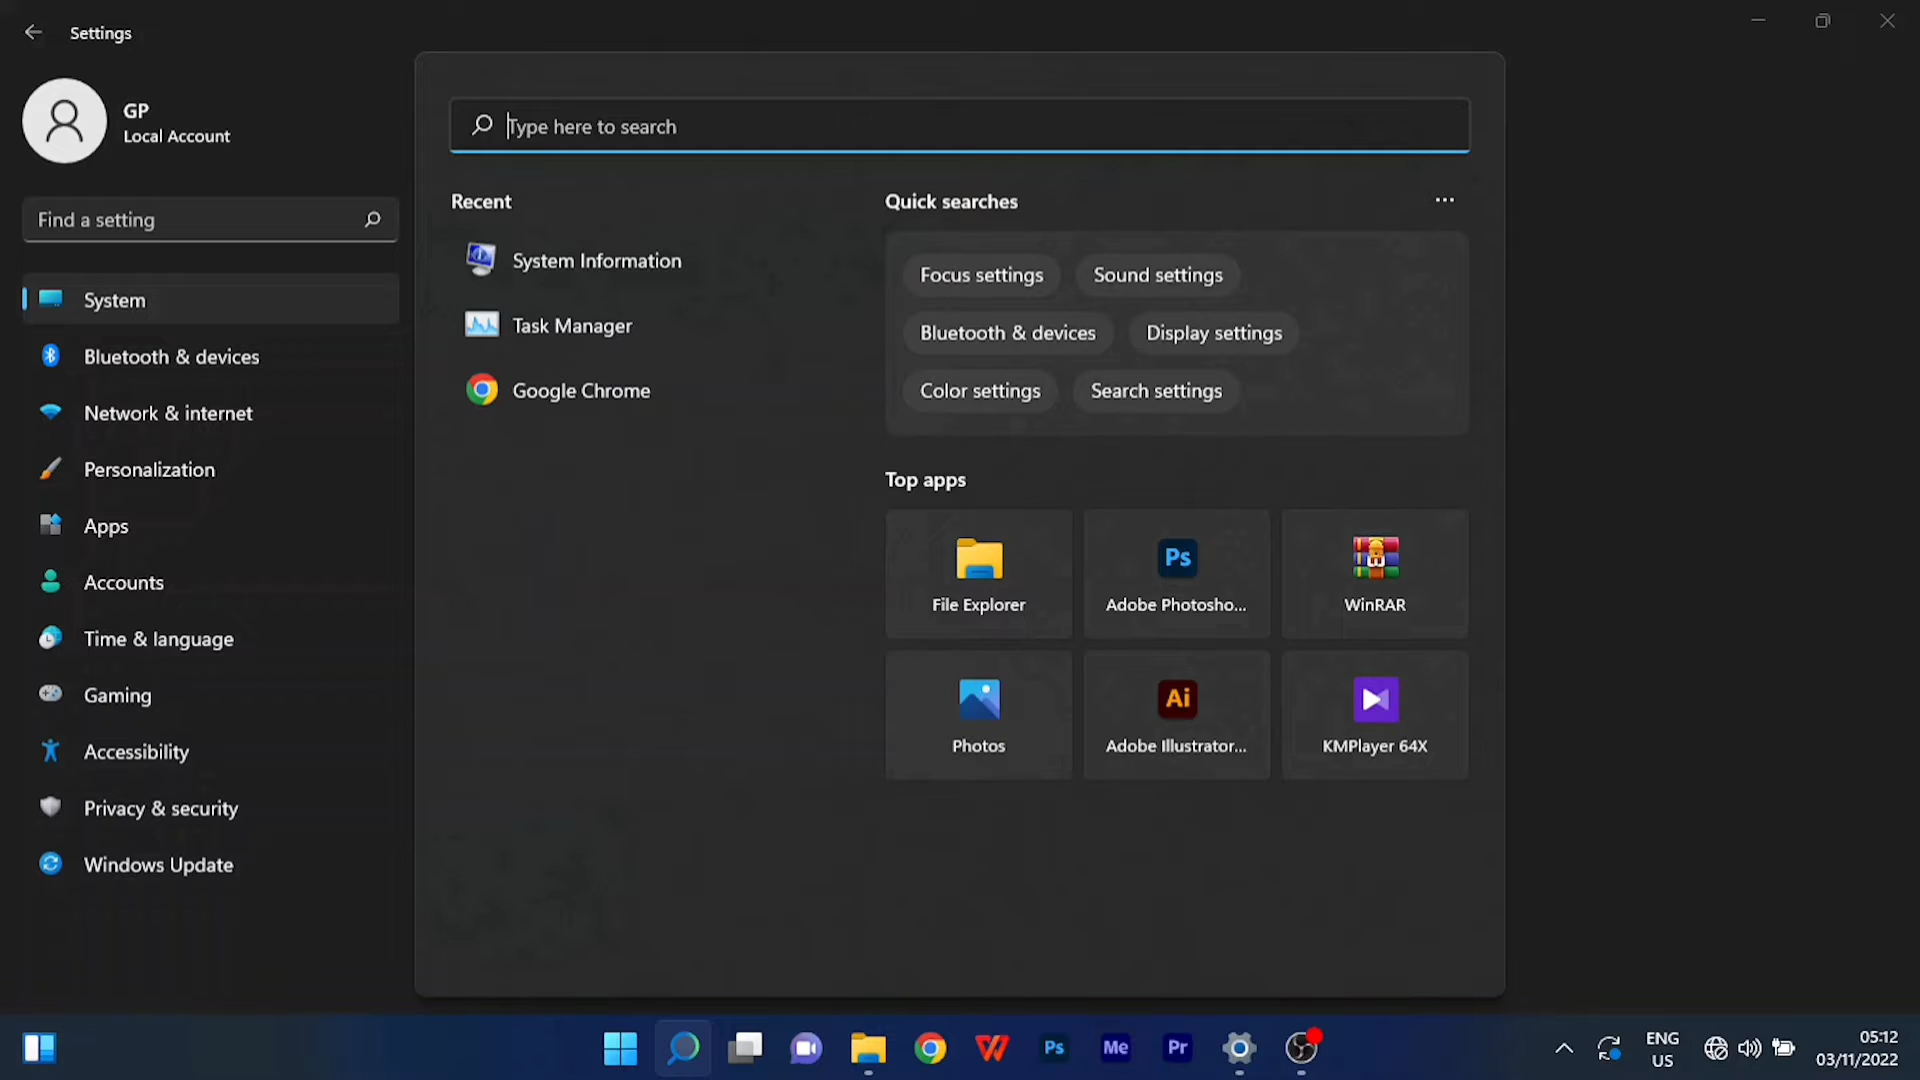 Settings
GP
Local Account
Find a setting
System
Bluetooth & devices
Network & internet
Personalization
Apps
Accounts
Time & language
Gaming
Accessibility
Privacy & security
Windows Update
Type here to search
Recent
System Information
Task Manager
Google Chrome
Quick searches
Focus settings
Sound settings
Bluetooth & devices
Display settings
Color settings
Search settings
Top apps
File Explorer
Ps
Adobe Photosho...
WinRAR
Photos
Ai
Adobe Illustrator...
KMPlayer 64X
Ps
Me
Pr
ENG
US
05:12
03/11/2022